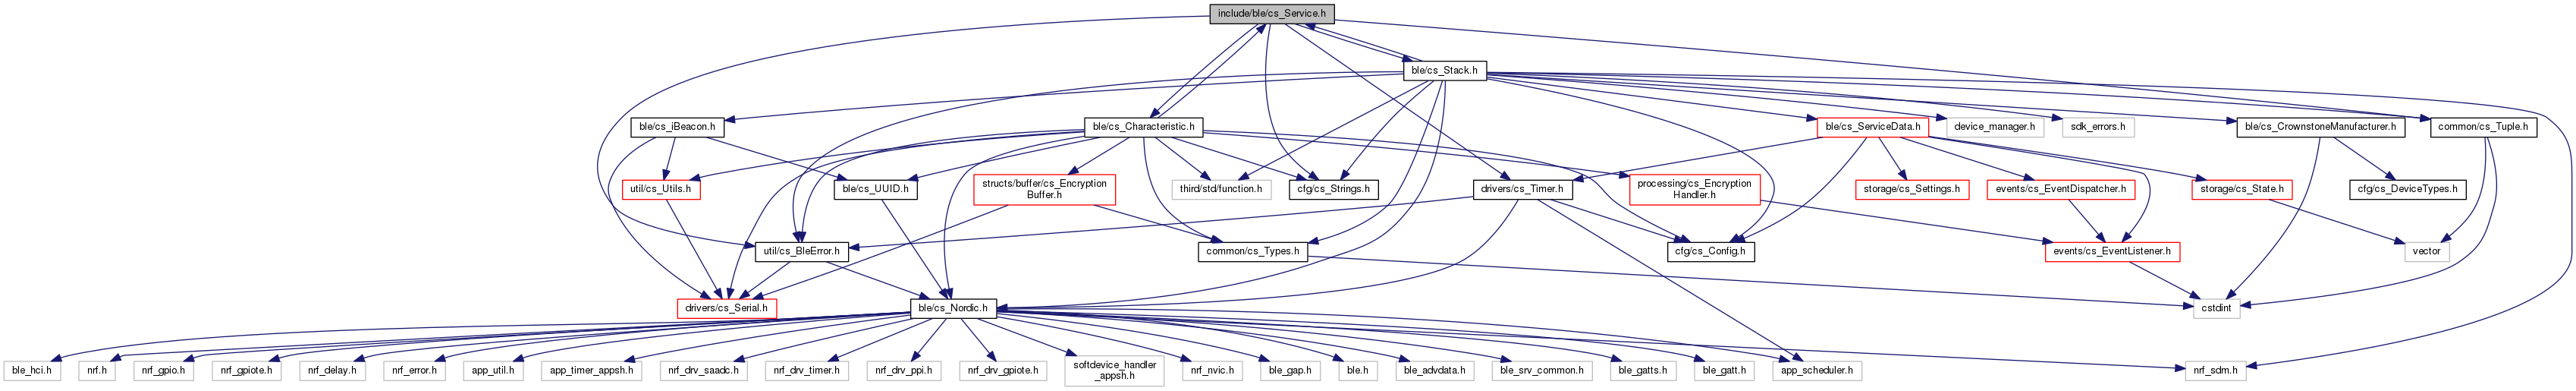 include/ble/cs_Service.h
ble/cs_Stack.h
ble/cs_iBeacon.h
ble/cs_Characteristic.h
ble/cs_ServiceData.h
device_manager.h
sdk_errors.h
ble/cs_CrownstoneManufacturer.h
common/cs_Tuple.h
util/cs_Utils.h
ble/cs_UUID.h
structs/buffer/cs_Encryption
Buffer.h
third/std/function.h
cfg/cs_Strings.h
drivers/cs_Timer.h
processing/cs_Encryption
Handler.h
storage/cs_Settings.h
events/cs_EventDispatcher.h
storage/cs_State.h
cfg/cs_DeviceTypes.h
util/cs_BleError.h
common/cs_Types.h
cfg/cs_Config.h
events/cs_EventListener.h
vector
drivers/cs_Serial.h
ble/cs_Nordic.h
cstdint
ble_hci.h
nrf.h
nrf_gpio.h
nrf_gpiote.h
nrf_delay.h
nrf_error.h
app_util.h
app_timer_appsh.h
nrf_drv_saadc.h
nrf_drv_timer.h
nrf_drv_ppi.h
nrf_drv_gpiote.h
softdevice_handler
_appsh.h
nrf_nvic.h
ble_gap.h
ble.h
ble_advdata.h
ble_srv_common.h
ble_gatts.h
ble_gatt.h
app_scheduler.h
nrf_sdm.h